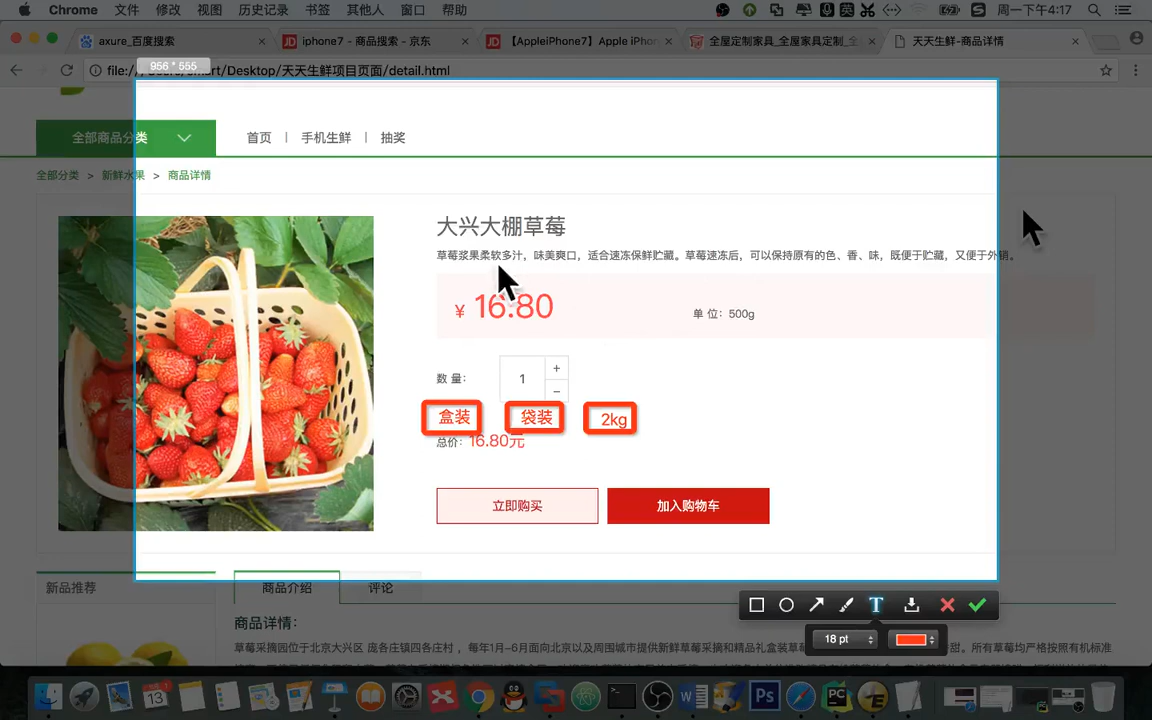 Chrome 文件 修改 视图 历史记录 书签 其他人 窗口 帮助 周一下午4:17
axure_百度搜索
iphone7 - 商品搜索 - 京东
【AppleiPhone7】Apple iPhon
全屋定制家具_全屋家具定制_全
天天生鲜-商品详情
file:///Users/smart/Desktop/天天生鲜项目页面/detail.html
956 * 555
全部商品分类 首页 | 手机生鲜 | 抽奖
全部分类 > 新鲜水果 > 商品详情
大兴大棚草莓
草莓浆果柔软多汁，味美爽口，适合速冻保鲜贮藏。草莓速冻后，可以保持原有的色、香、味，既便于贮藏，又便于外销。
¥ 16.80 单 位：500g
数 量： 1 + −
盒装 袋装 2kg
总价：16.80元
立即购买 加入购物车
新品推荐 商品介绍 评论
T
18 pt
商品详情：
草莓采摘园位于北京大兴区 庞各庄镇四各庄村 ，每年1月-6月面向北京以及周围城市提供新鲜草莓采摘和精品礼盒装草莓
甜。所有草莓均严格按照有机标